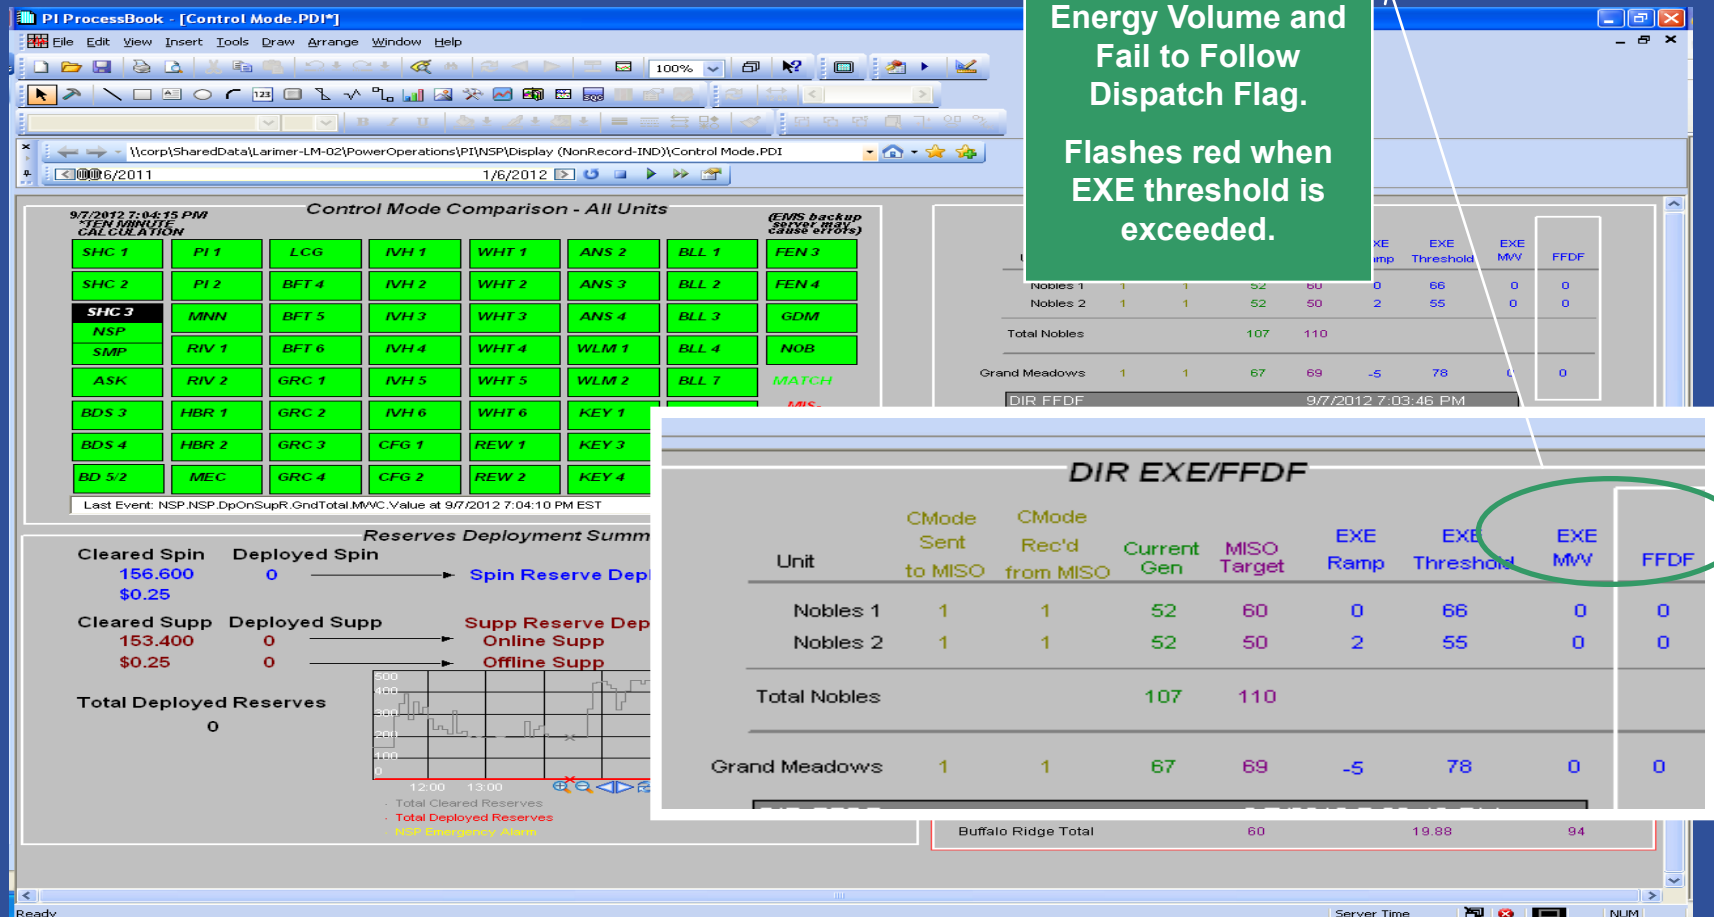 PI ProcessBook - [Control Mode.PDI*]
File Edit View Insert Tools Draw Arrange Window Help
100%
\\corp\SharedData\Larimer-LM-02\PowerOperations\PI\NSP\Display (NonRecord-IND)\Control Mode.PDI
6/2011
1/6/2012
Energy Volume and
Fail to Follow
Dispatch Flag.
Flashes red when
EXE threshold is
exceeded.
9/7/2012 7:04:15 PM
*TEN MINUTE
CALCULATION
Control Mode Comparison - All Units
(EMS backup
server may
cause errors)
SHC 1 PI 1 LCG IVH 1 WHT 1 ANS 2 BLL 1 FEN 3
SHC 2 PI 2 BFT 4 IVH 2 WHT 2 ANS 3 BLL 2 FEN 4
SHC 3 MNN BFT 5 IVH 3 WHT 3 ANS 4 BLL 3 GDM
NSP
SMP RIV 1 BFT 6 IVH 4 WHT 4 WLM 1 BLL 4 NOB
ASK RIV 2 GRC 1 IVH 5 WHT 5 WLM 2 BLL 7 MATCH
BDS 3 HBR 1 GRC 2 IVH 6 WHT 6 KEY 1 MIS-
BDS 4 HBR 2 GRC 3 CFG 1 REW 1 KEY 3
BD 5/2 MEC GRC 4 CFG 2 REW 2 KEY 4
Last Event: NSP.NSP.DpOnSupR.GndTotal.MWC.Value at 9/7/2012 7:04:10 PM EST
EXE EXE
Threshold MW FFDF
Nobles 1 1 1 52 60 0 66 0 0
Nobles 2 1 1 52 50 2 55 0 0
Total Nobles 107 110
Grand Meadows 1 1 67 69 -5 78 0
DIR FFDF 9/7/2012 7:03:46 PM
Reserves Deployment Summ
Cleared Spin Deployed Spin
156.600 0 Spin Reserve Depl
$0.25
Cleared Supp Deployed Supp Supp Reserve Dep
153.400 0 Online Supp
$0.25 0 Offline Supp
Total Deployed Reserves
0
500
400
300
200
100
0
12:00 13:00
Total Cleared Reserves
Total Deployed Reserves
NSP Emergency Alarm
DIR EXE/FFDF
Unit
CMode
Sent
to MISO
CMode
Rec'd
from MISO
Current
Gen
MISO
Target
EXE
Ramp
EXE
Threshold
EXE
MW
FFDF
Nobles 1 1 1 52 60 0 66 0 0
Nobles 2 1 1 52 50 2 55 0 0
Total Nobles 107 110
Grand Meadows 1 1 67 69 -5 78 0 0
Buffalo Ridge Total 60 19.88 94
Ready
Server Time
NUM